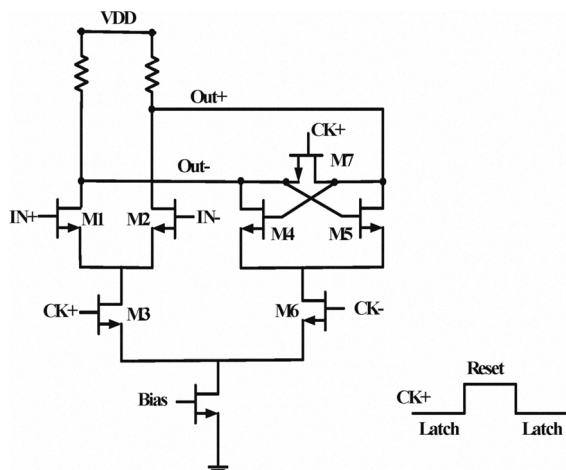 VDD
Out+
CK+
M7
Out-
IN+
M1
M2
IN-
M4
M5
CK+
M3
M6
CK-
Bias
Reset
CK+
Latch
Latch